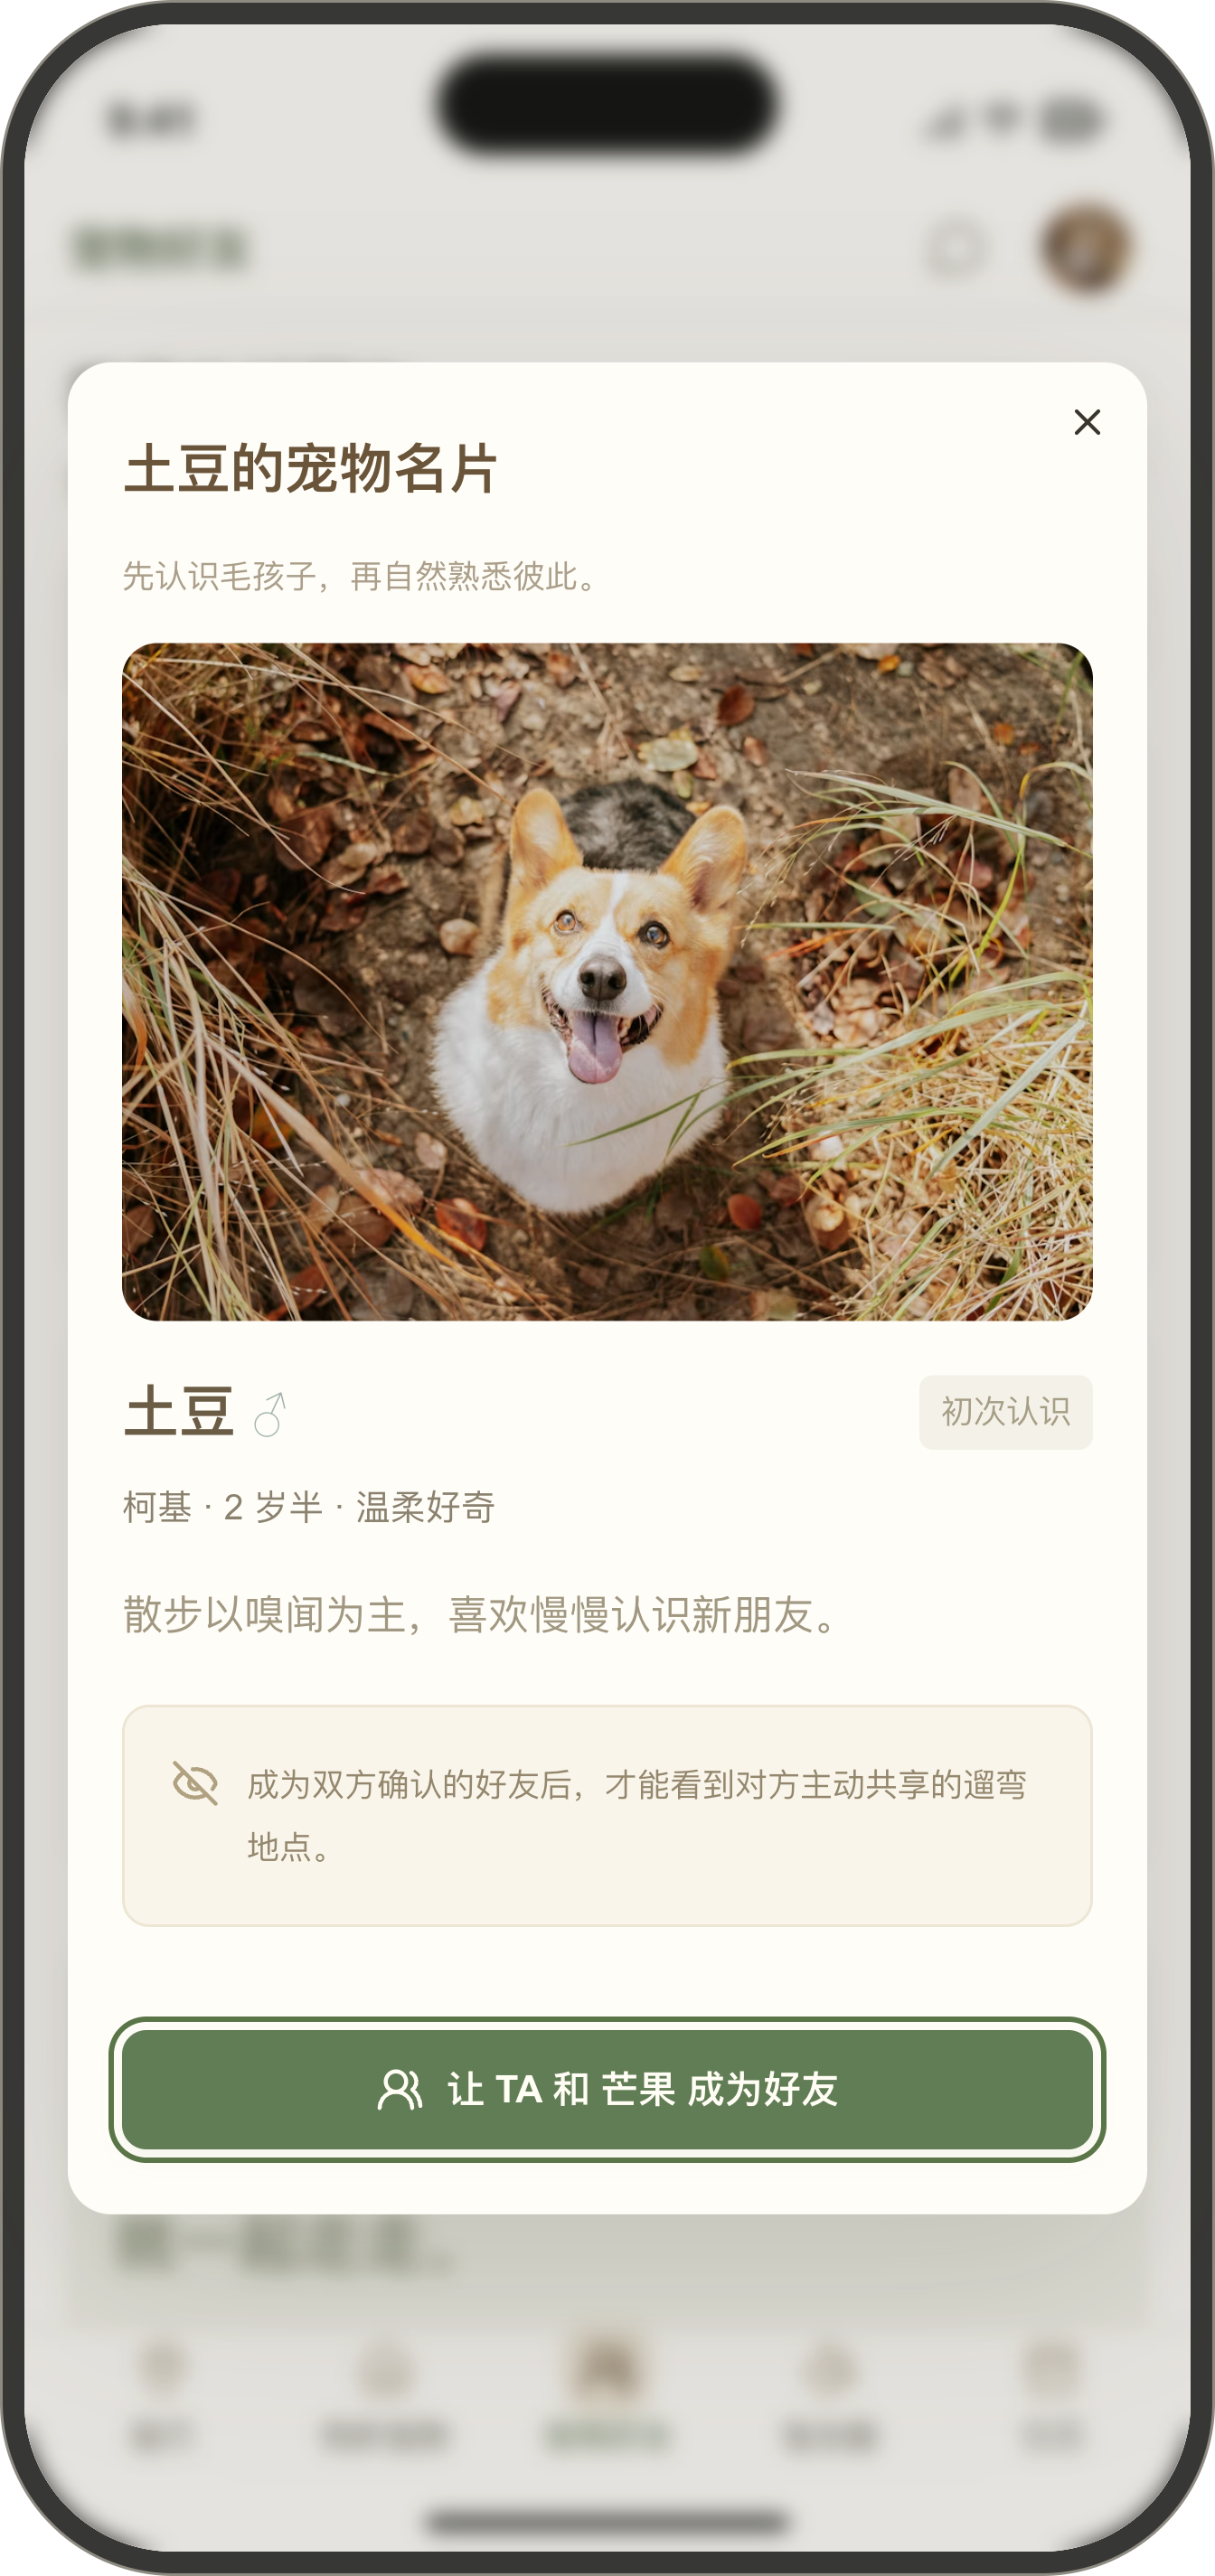 土豆的宠物名片
先认识毛孩子，再自然熟悉彼此。
土豆 ♂
初次认识
柯基 · 2 岁半 · 温柔好奇
散步以嗅闻为主，喜欢慢慢认识新朋友。
成为双方确认的好友后，才能看到对方主动共享的遛弯
地点。
让 TA 和 芒果 成为好友